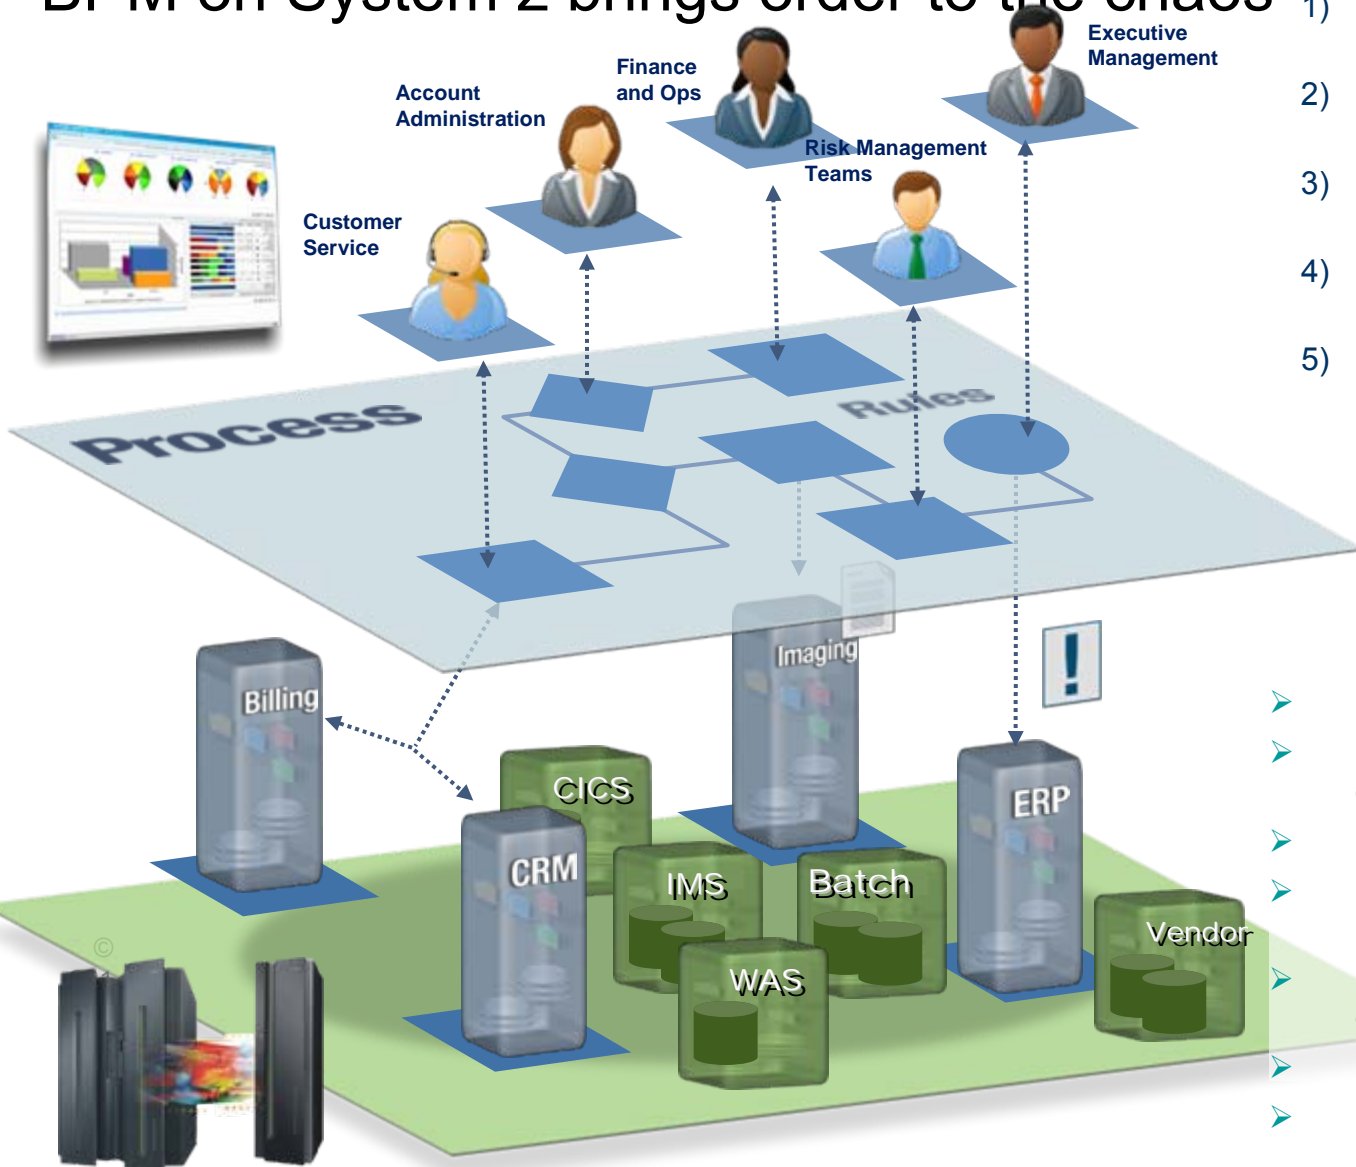 BPM on System z brings order to the chaos
1)
Executive
Management
Finance
and Ops
Account
Administration
2)
Risk Management
Teams
3)
Customer
Service
4)
5)
Process
Rules
Imaging
!
Billing
CICS
ERP
CRM
IMS
Batch
Vendor
WAS
©